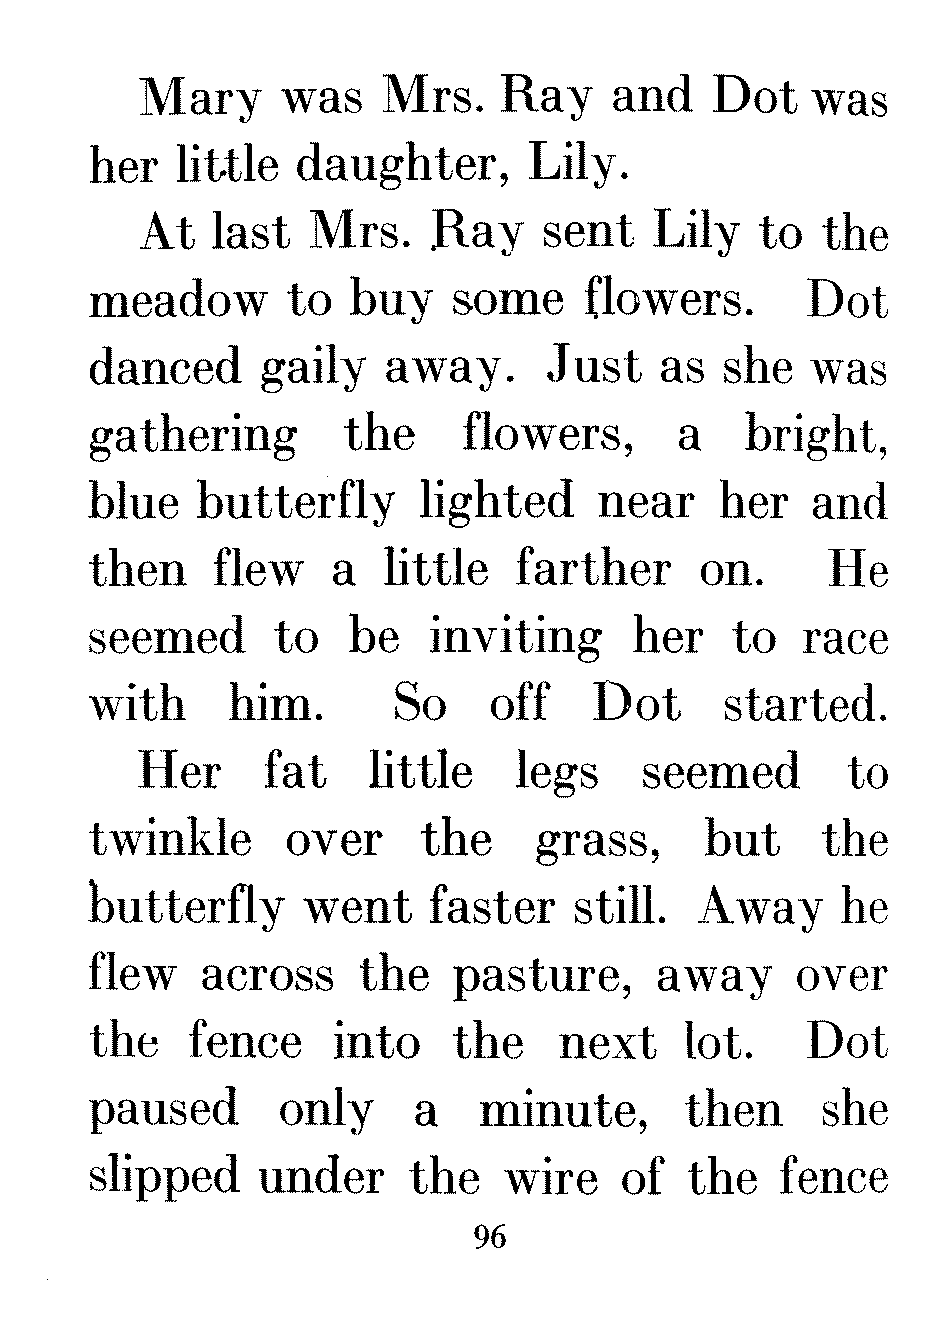 Mary was Mrs. Ray and Dot was
her little daughter, Lily.
At last Mrs. Ray sent Lily to the
meadow to buy some flowers. Dot
danced gaily away. Just as she was
gathering the flowers, a bright,
blue butterfly lighted near her and
then flew a little farther on. He
seemed to be inviting her to race
with him. So off Dot started.
Her fat little legs seemed to
twinkle over the grass, but the
butterfly went faster still. Away he
flew across the pasture, away over
the fence into the next lot. Dot
paused only a minute, then she
slipped under the wire of the fence
96